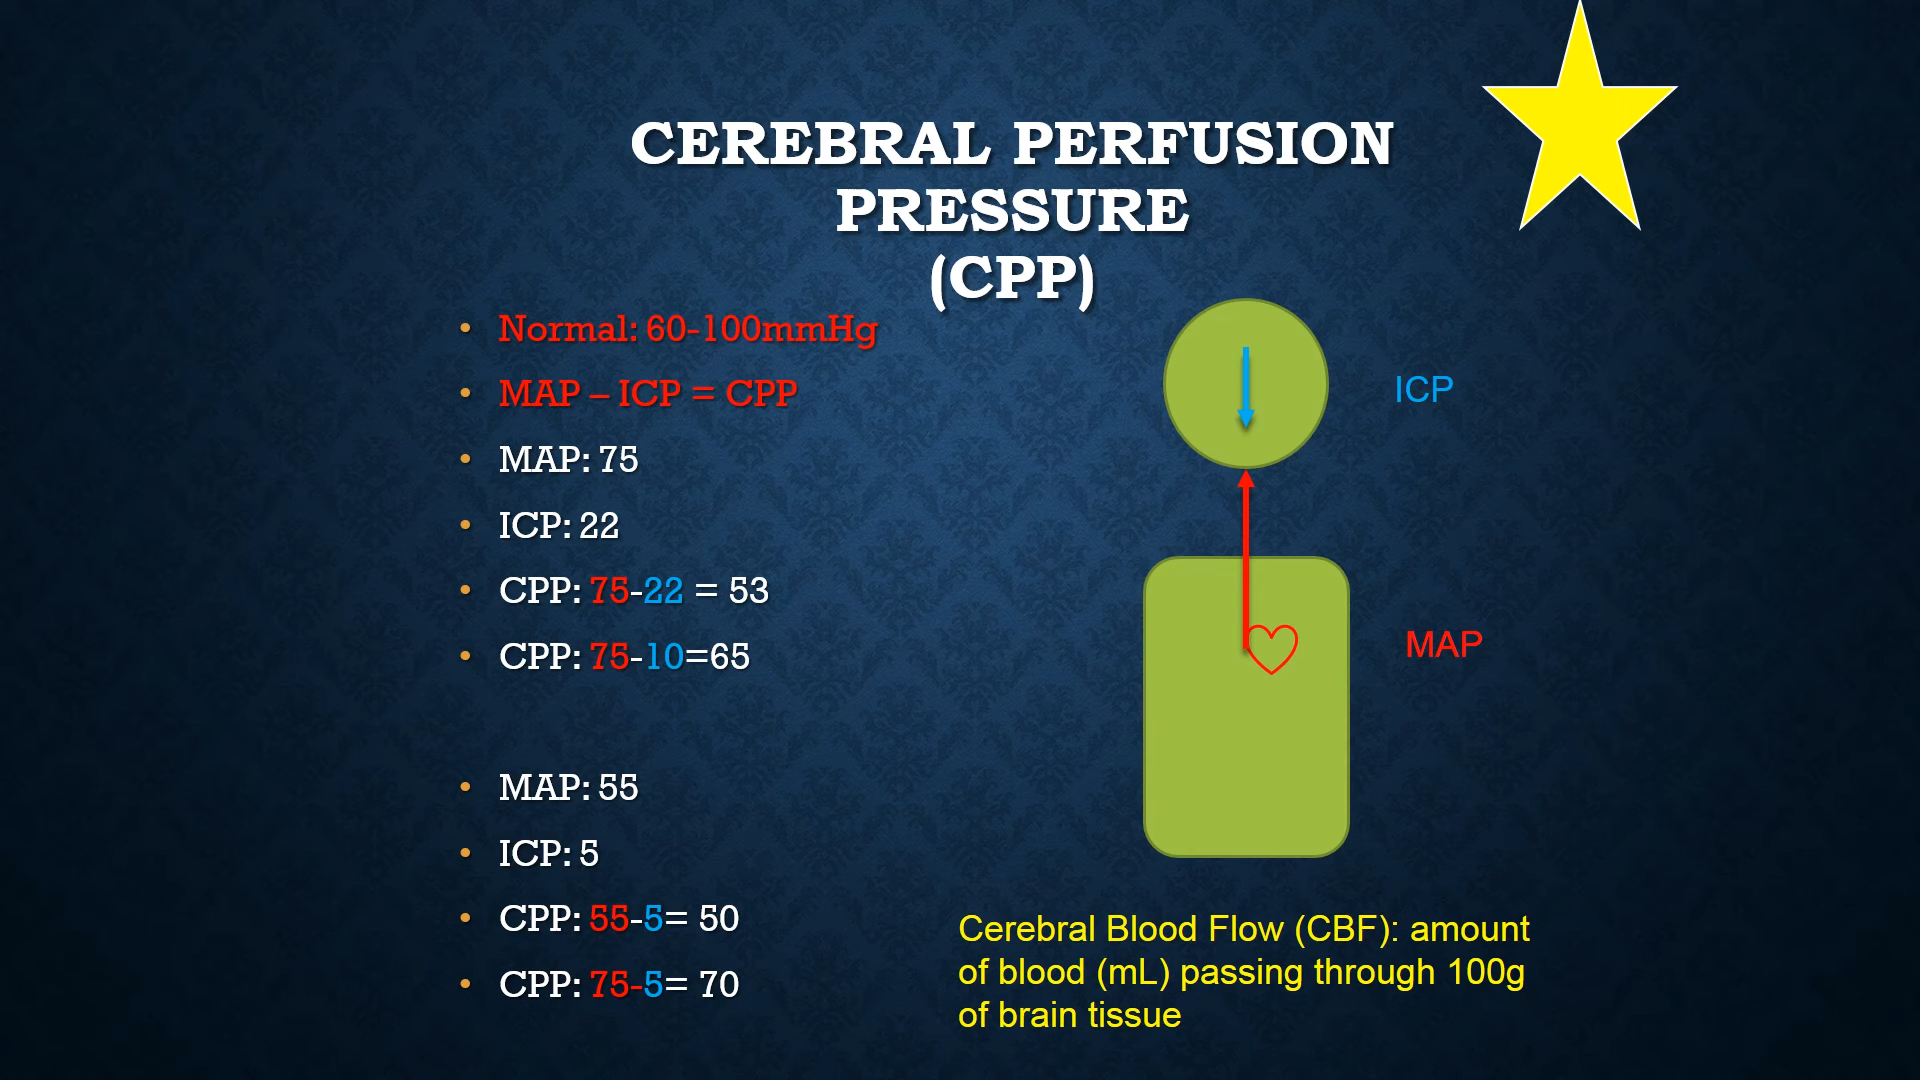 CEREBRAL PERFUSION
PRESSURE
(CPP)
• Normal: 60-100mmHg
• MAP – ICP = CPP
• MAP: 75
• ICP: 22
• CPP: 75-22 = 53
• CPP: 75-10=65
• MAP: 55
• ICP: 5
• CPP: 55-5= 50
• CPP: 75-5= 70
ICP
MAP
Cerebral Blood Flow (CBF): amount
of blood (mL) passing through 100g
of brain tissue